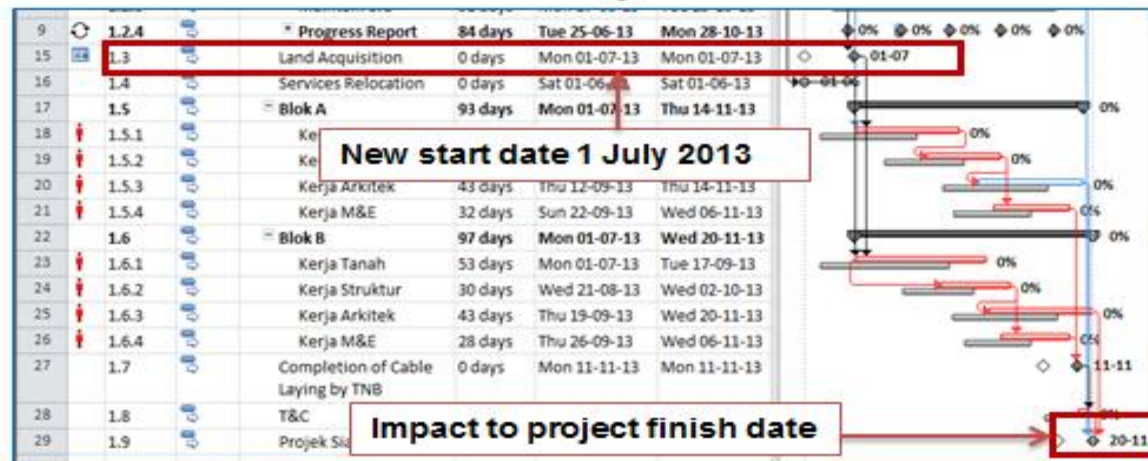 9 1.2.4 Progress Report 84 days Tue 25-06-13 Mon 28-10-13 0% 0% 0% 0% 0%
15 1.3 Land Acquisition 0 days Mon 01-07-13 Mon 01-07-13 01-07
16 1.4 Services Relocation 0 days Sat 01-06-13 Sat 01-06-13 01-06
17 1.5 Blok A 93 days Mon 01-07-13 Thu 14-11-13 0%
18 1.5.1 0%
New start date 1 July 2013
19 1.5.2 0%
20 1.5.3 Kerja Arkitek 43 days Thu 12-09-13 Thu 14-11-13 0%
21 1.5.4 Kerja M&E 32 days Sun 22-09-13 Wed 06-11-13 0%
22 1.6 Blok B 97 days Mon 01-07-13 Wed 20-11-13 0%
23 1.6.1 Kerja Tanah 53 days Mon 01-07-13 Tue 17-09-13 0%
24 1.6.2 Kerja Struktur 30 days Wed 21-08-13 Wed 02-10-13 0%
25 1.6.3 Kerja Arkitek 43 days Thu 19-09-13 Wed 20-11-13 0%
26 1.6.4 Kerja M&E 28 days Thu 26-09-13 Wed 06-11-13 0%
27 1.7 Completion of Cable 0 days Mon 11-11-13 Mon 11-11-13 11-11
Laying by TNB
28 1.8 T&C 0%
Impact to project finish date
29 1.9 Projek 20-11